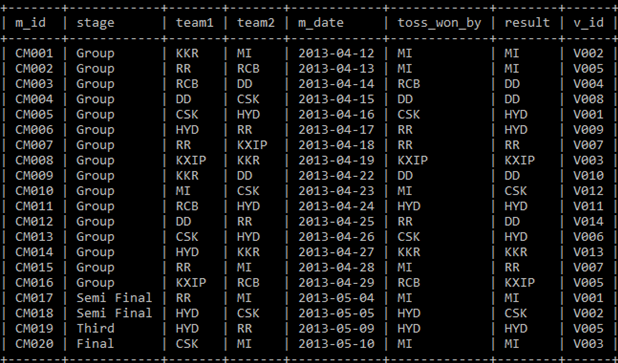 m_id | stage | team1 | team2 | m_date | toss_won_by | result | v_id
CM001 | Group | KKR | MI | 2013-04-12 | MI | MI | V002
CM002 | Group | RR | RCB | 2013-04-13 | MI | MI | V005
CM003 | Group | RCB | DD | 2013-04-14 | RCB | DD | V004
CM004 | Group | DD | CSK | 2013-04-15 | DD | DD | V008
CM005 | Group | CSK | HYD | 2013-04-16 | CSK | HYD | V001
CM006 | Group | HYD | RR | 2013-04-17 | RR | HYD | V009
CM007 | Group | RR | KXIP | 2013-04-18 | RR | RR | V007
CM008 | Group | KXIP | KKR | 2013-04-19 | KXIP | KXIP | V003
CM009 | Group | KKR | DD | 2013-04-22 | DD | DD | V010
CM010 | Group | MI | CSK | 2013-04-23 | MI | CSK | V012
CM011 | Group | RCB | HYD | 2013-04-24 | HYD | HYD | V011
CM012 | Group | DD | RR | 2013-04-25 | RR | DD | V014
CM013 | Group | CSK | HYD | 2013-04-26 | CSK | HYD | V006
CM014 | Group | HYD | KKR | 2013-04-27 | KKR | KKR | V013
CM015 | Group | RR | MI | 2013-04-28 | MI | RR | V007
CM016 | Group | KXIP | RCB | 2013-04-29 | RCB | KXIP | V005
CM017 | Semi Final | RR | MI | 2013-05-04 | MI | MI | V001
CM018 | Semi Final | HYD | CSK | 2013-05-05 | HYD | CSK | V002
CM019 | Third | HYD | RR | 2013-05-09 | HYD | HYD | V005
CM020 | Final | CSK | MI | 2013-05-10 | MI | MI | V003